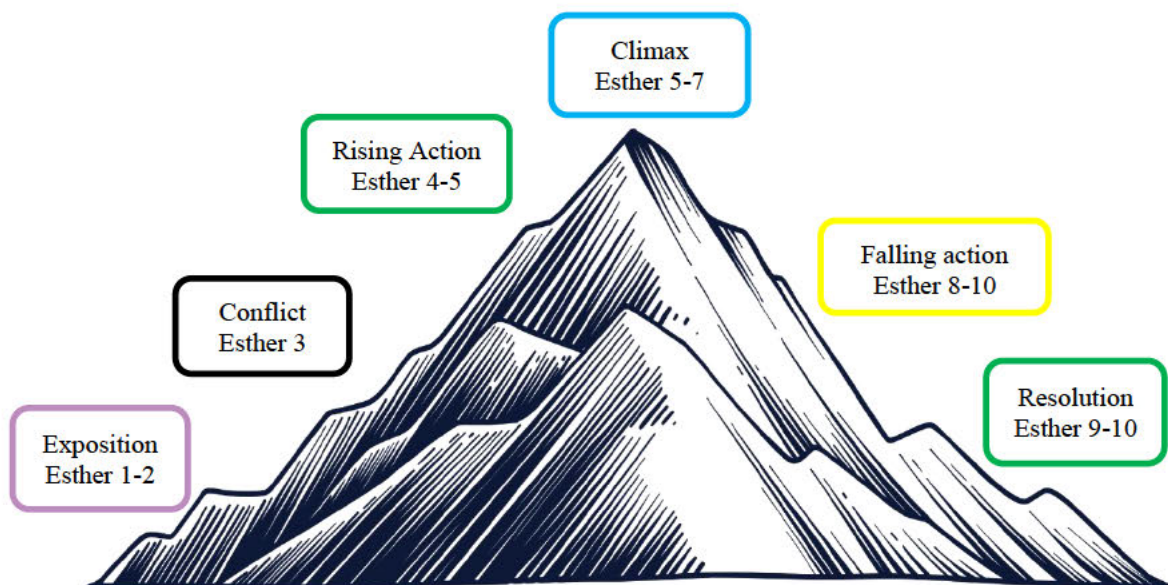 Climax
Esther 5-7
Rising Action
Esther 4-5
Falling action
Esther 8-10
Conflict
Esther 3
Resolution
Esther 9-10
Exposition
Esther 1-2